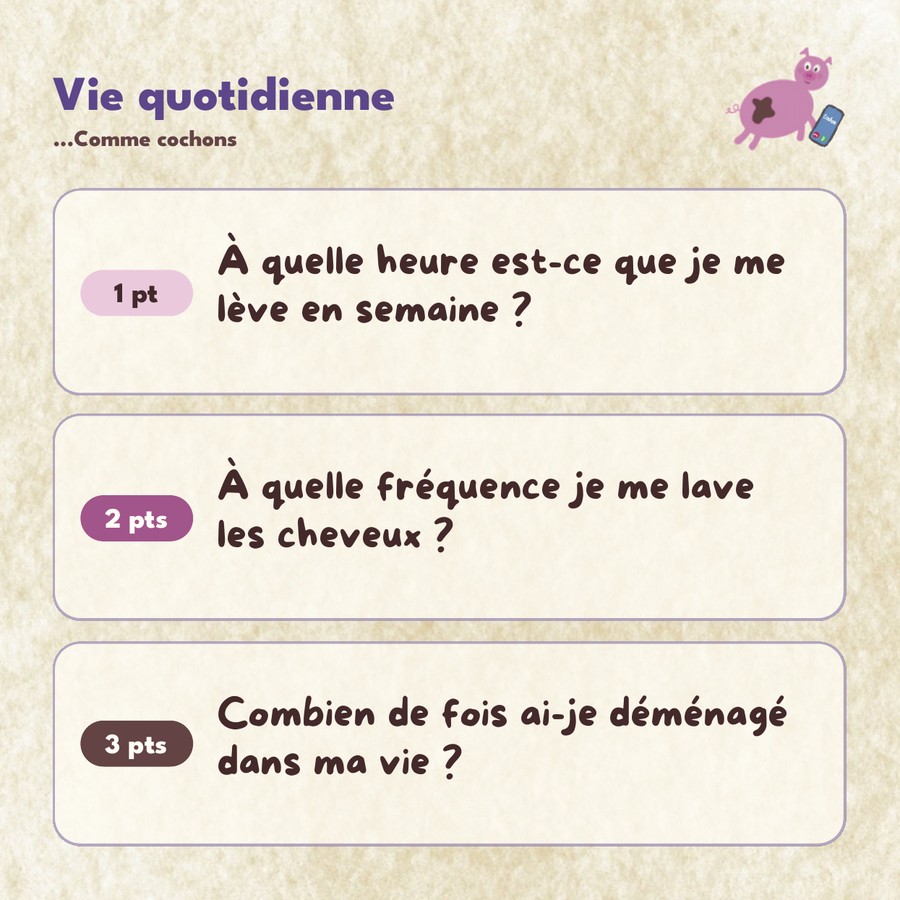 Vie quotidienne
...Comme cochons
1 pt
À quelle heure est-ce que je me
lève en semaine ?
2 pts
À quelle fréquence je me lave
les cheveux ?
3 pts
Combien de fois ai-je déménagé
dans ma vie ?